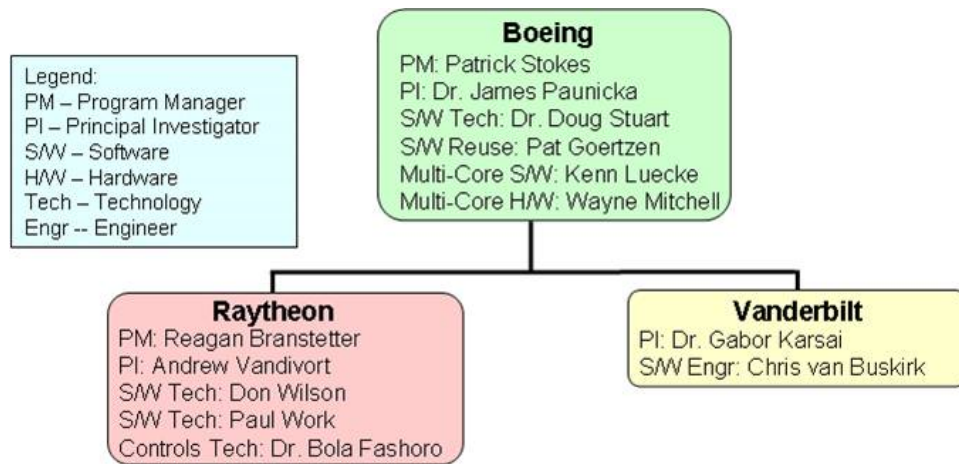 Boeing
PM: Patrick Stokes
PI: Dr. James Paunicka
S/W Tech: Dr. Doug Stuart
S/W Reuse: Pat Goertzen
Multi-Core S/W: Kenn Luecke
Multi-Core H/W: Wayne Mitchell
Legend:
PM – Program Manager
PI – Principal Investigator
S/W – Software
H/W – Hardware
Tech – Technology
Engr -- Engineer
Raytheon
PM: Reagan Branstetter
PI: Andrew Vandivort
S/W Tech: Don Wilson
S/W Tech: Paul Work
Controls Tech: Dr. Bola Fashoro
Vanderbilt
PI: Dr. Gabor Karsai
S/W Engr: Chris van Buskirk